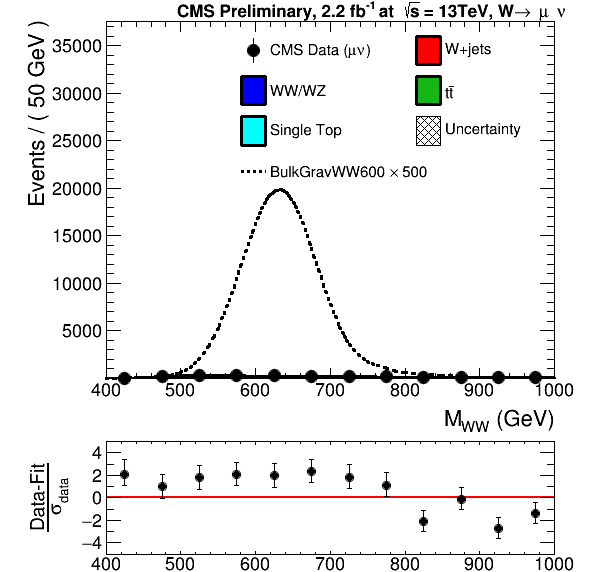 CMS Preliminary, 2.2 fb⁻¹ at √s = 13TeV, W→ μ ν
Events / ( 50 GeV )
35000
30000
25000
20000
15000
10000
5000
CMS Data (μν)
W+jets
WW/WZ
tt̄
Single Top
Uncertainty
BulkGravWW600 × 500
400 500 600 700 800 900 1000
M_WW (GeV)
Data-Fit
σ_data
4
2
0
−2
−4
400 500 600 700 800 900 1000
M_WW (GeV)